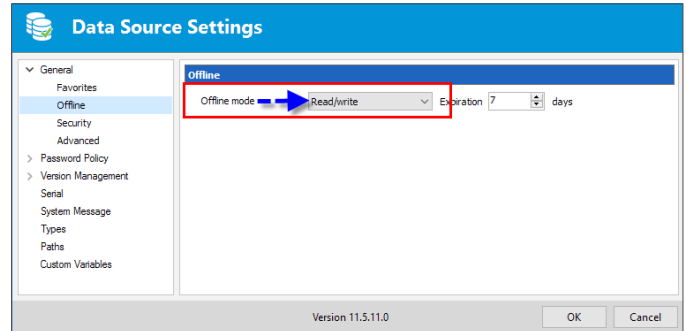 Data Source Settings
General
Favorites
Offline
Security
Advanced
Password Policy
Version Management
Serial
System Message
Types
Paths
Custom Variables
Offline
Offline mode Read/write Expiration 7 days
Version 11.5.11.0 OK Cancel